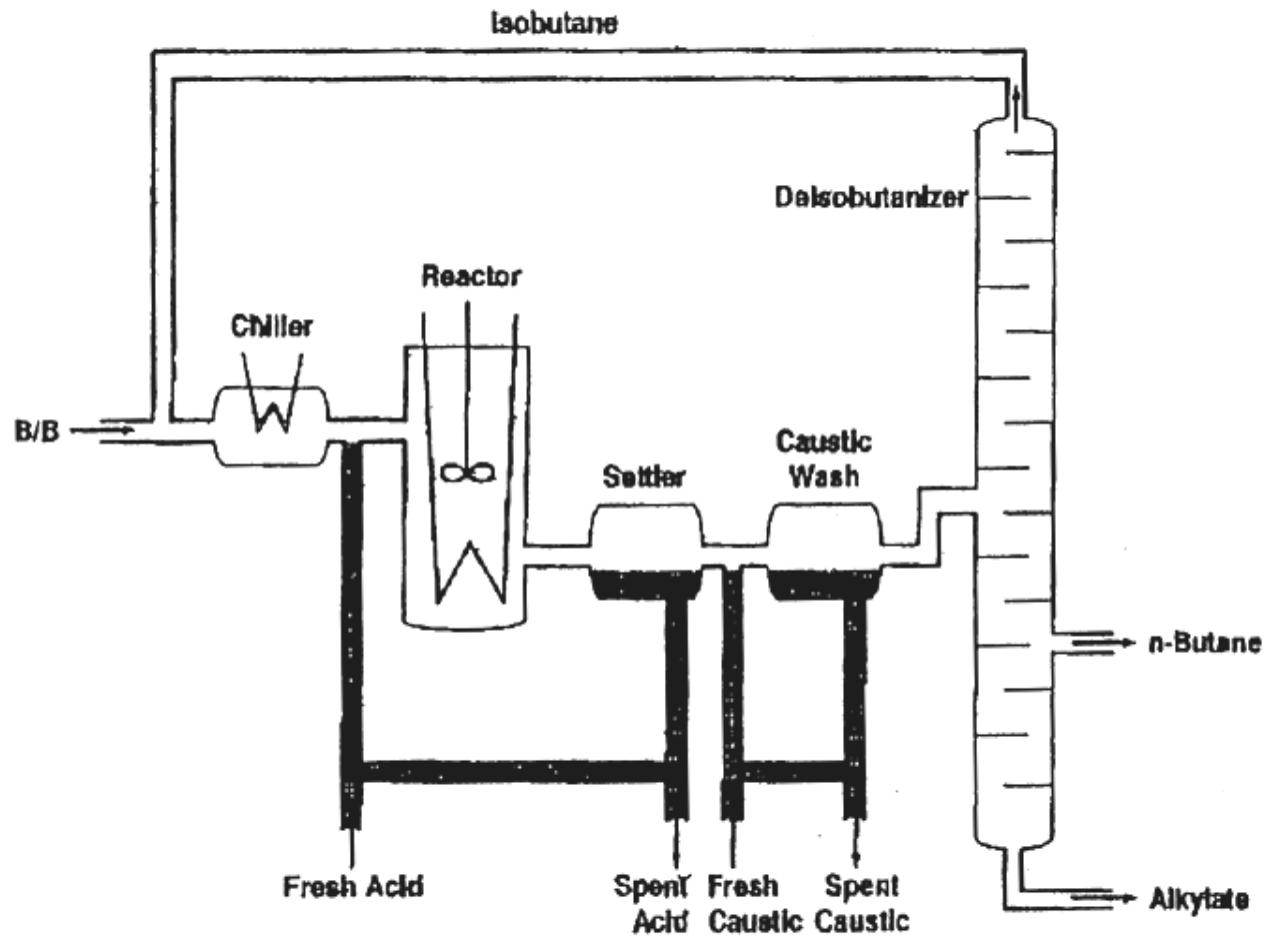 Isobutane
Deisobutanizer
Reactor
Chiller
B/B
Settler
Caustic
Wash
n-Butane
Fresh Acid
Spent
Acid
Fresh
Caustic
Spent
Caustic
Alkylate